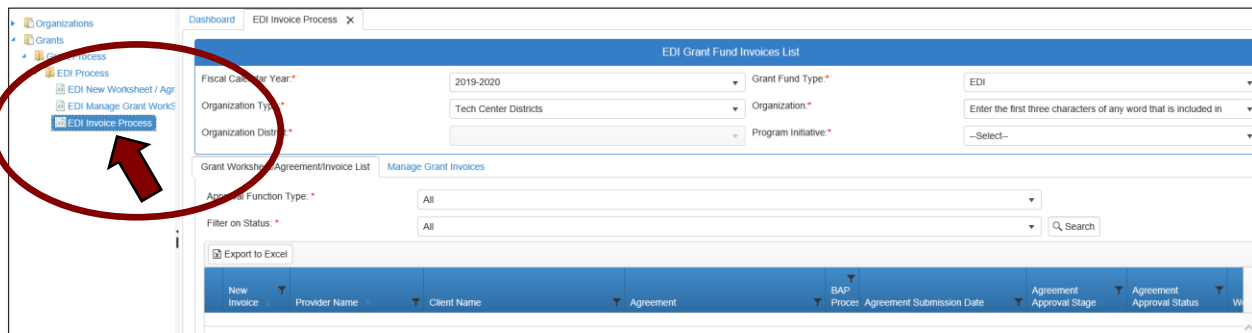 Organizations
Grants
Process
EDI Process
EDI New Worksheet / Agr
EDI Manage Grant WorkS
EDI Invoice Process
Dashboard EDI Invoice Process X
EDI Grant Fund Invoices List
Fiscal Calendar Year:* 2019-2020 Grant Fund Type:* EDI
Organization Type:* Tech Center Districts Organization:* Enter the first three characters of any word that is included in
Organization District:* Program Initiative:* --Select--
Grant Worksheet/Agreement/Invoice List Manage Grant Invoices
Approval Function Type: * All
Filter on Status: * All Search
Export to Excel
New Invoice Provider Name Client Name Agreement BAP Proces Agreement Submission Date Agreement Approval Stage Agreement Approval Status